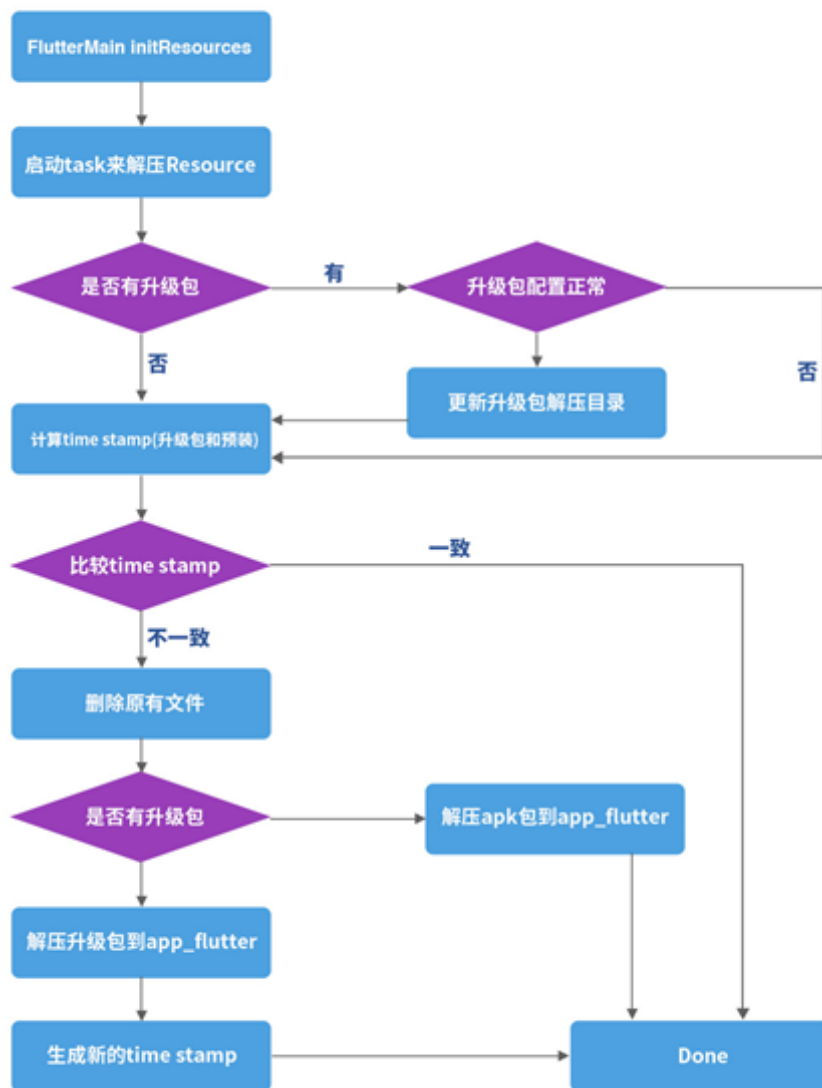 FlutterMain initResources
启动task来解压Resource
是否有升级包
有
升级包配置正常
否
否
更新升级包解压目录
计算time stamp(升级包和预装)
比较time stamp
一致
不一致
删除原有文件
是否有升级包
解压apk包到app_flutter
解压升级包到app_flutter
生成新的time stamp
Done